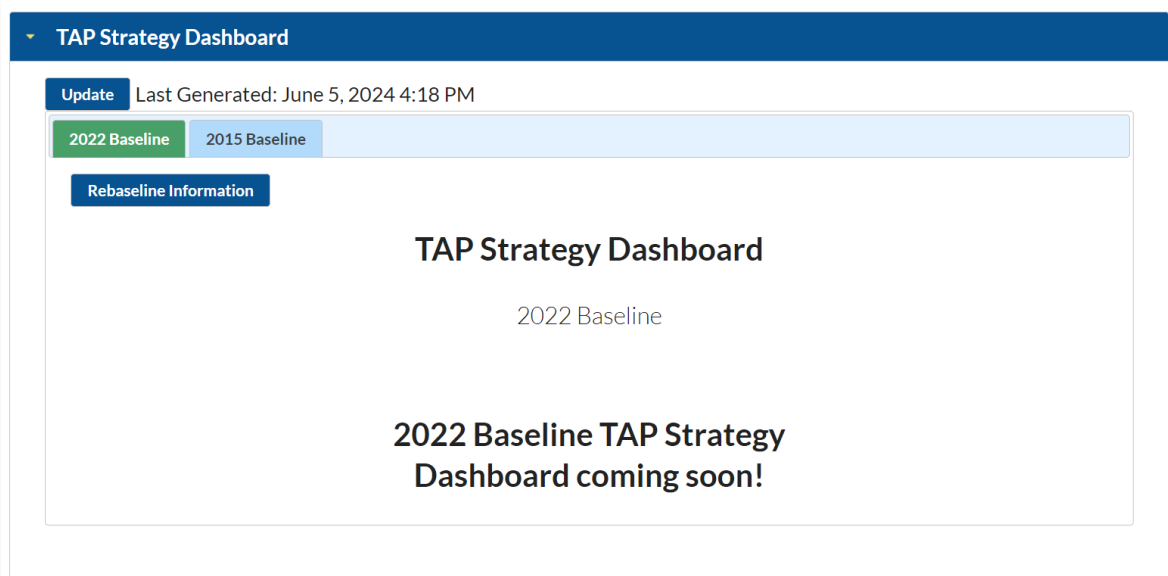 TAP Strategy Dashboard
Update Last Generated: June 5, 2024 4:18 PM
2022 Baseline 2015 Baseline
Rebaseline Information
TAP Strategy Dashboard
2022 Baseline
2022 Baseline TAP Strategy
Dashboard coming soon!